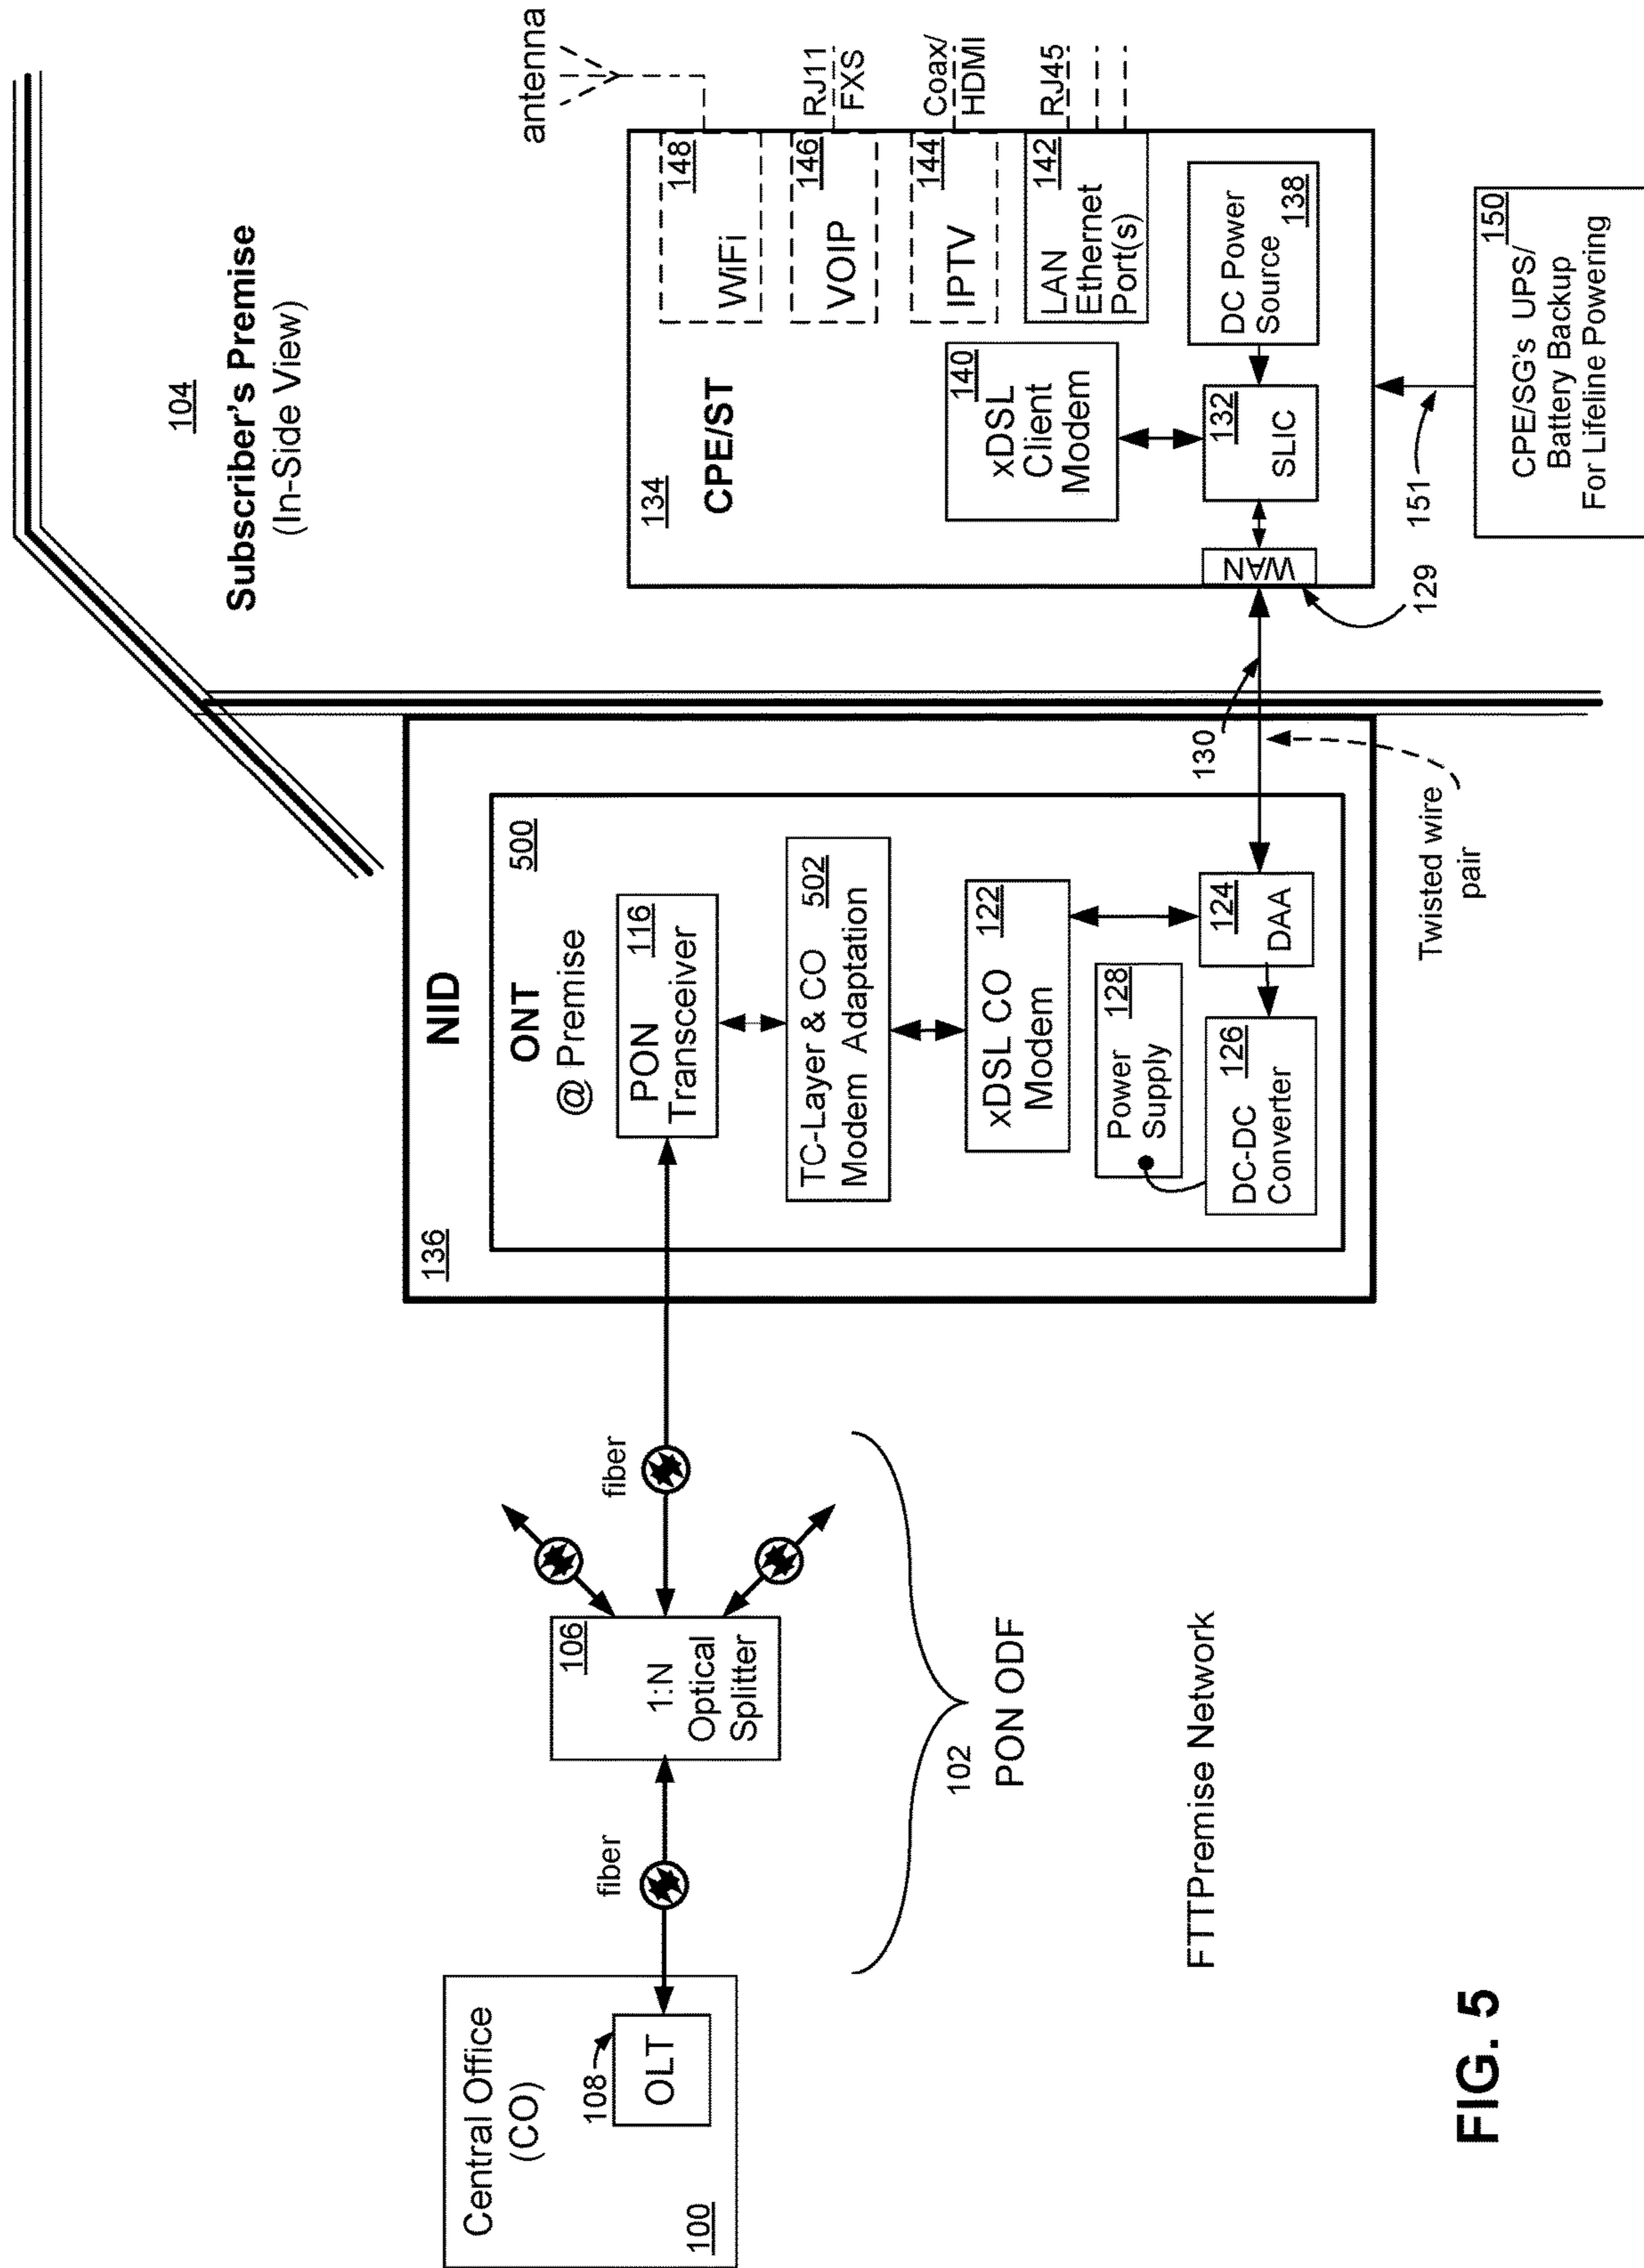 Central Office
(CO)
108
OLT
100
fiber
106
1:N
Optical
Splitter
fiber
102
PON ODF
FTTPremise Network
136
NID
ONT
500
@ Premise
PON
116
Transceiver
TC-Layer & CO
502
Modem Adaptation
xDSL CO
122
Modem
Power
128
Supply
DC-DC
126
Converter
124
DAA
130
Twisted wire
pair
104
Subscriber's Premise
(In-Side View)
134
CPE/ST
148
WiFi
antenna
146
VOIP
RJ11
FXS
144
IPTV
Coax/
HDMI
142
LAN
Ethernet
Port(s)
RJ45
140
xDSL
Client
Modem
132
SLIC
DC Power
Source
138
WAN
129
151
150
CPE/SG's UPS/
Battery Backup
For Lifeline Powering
FIG. 5